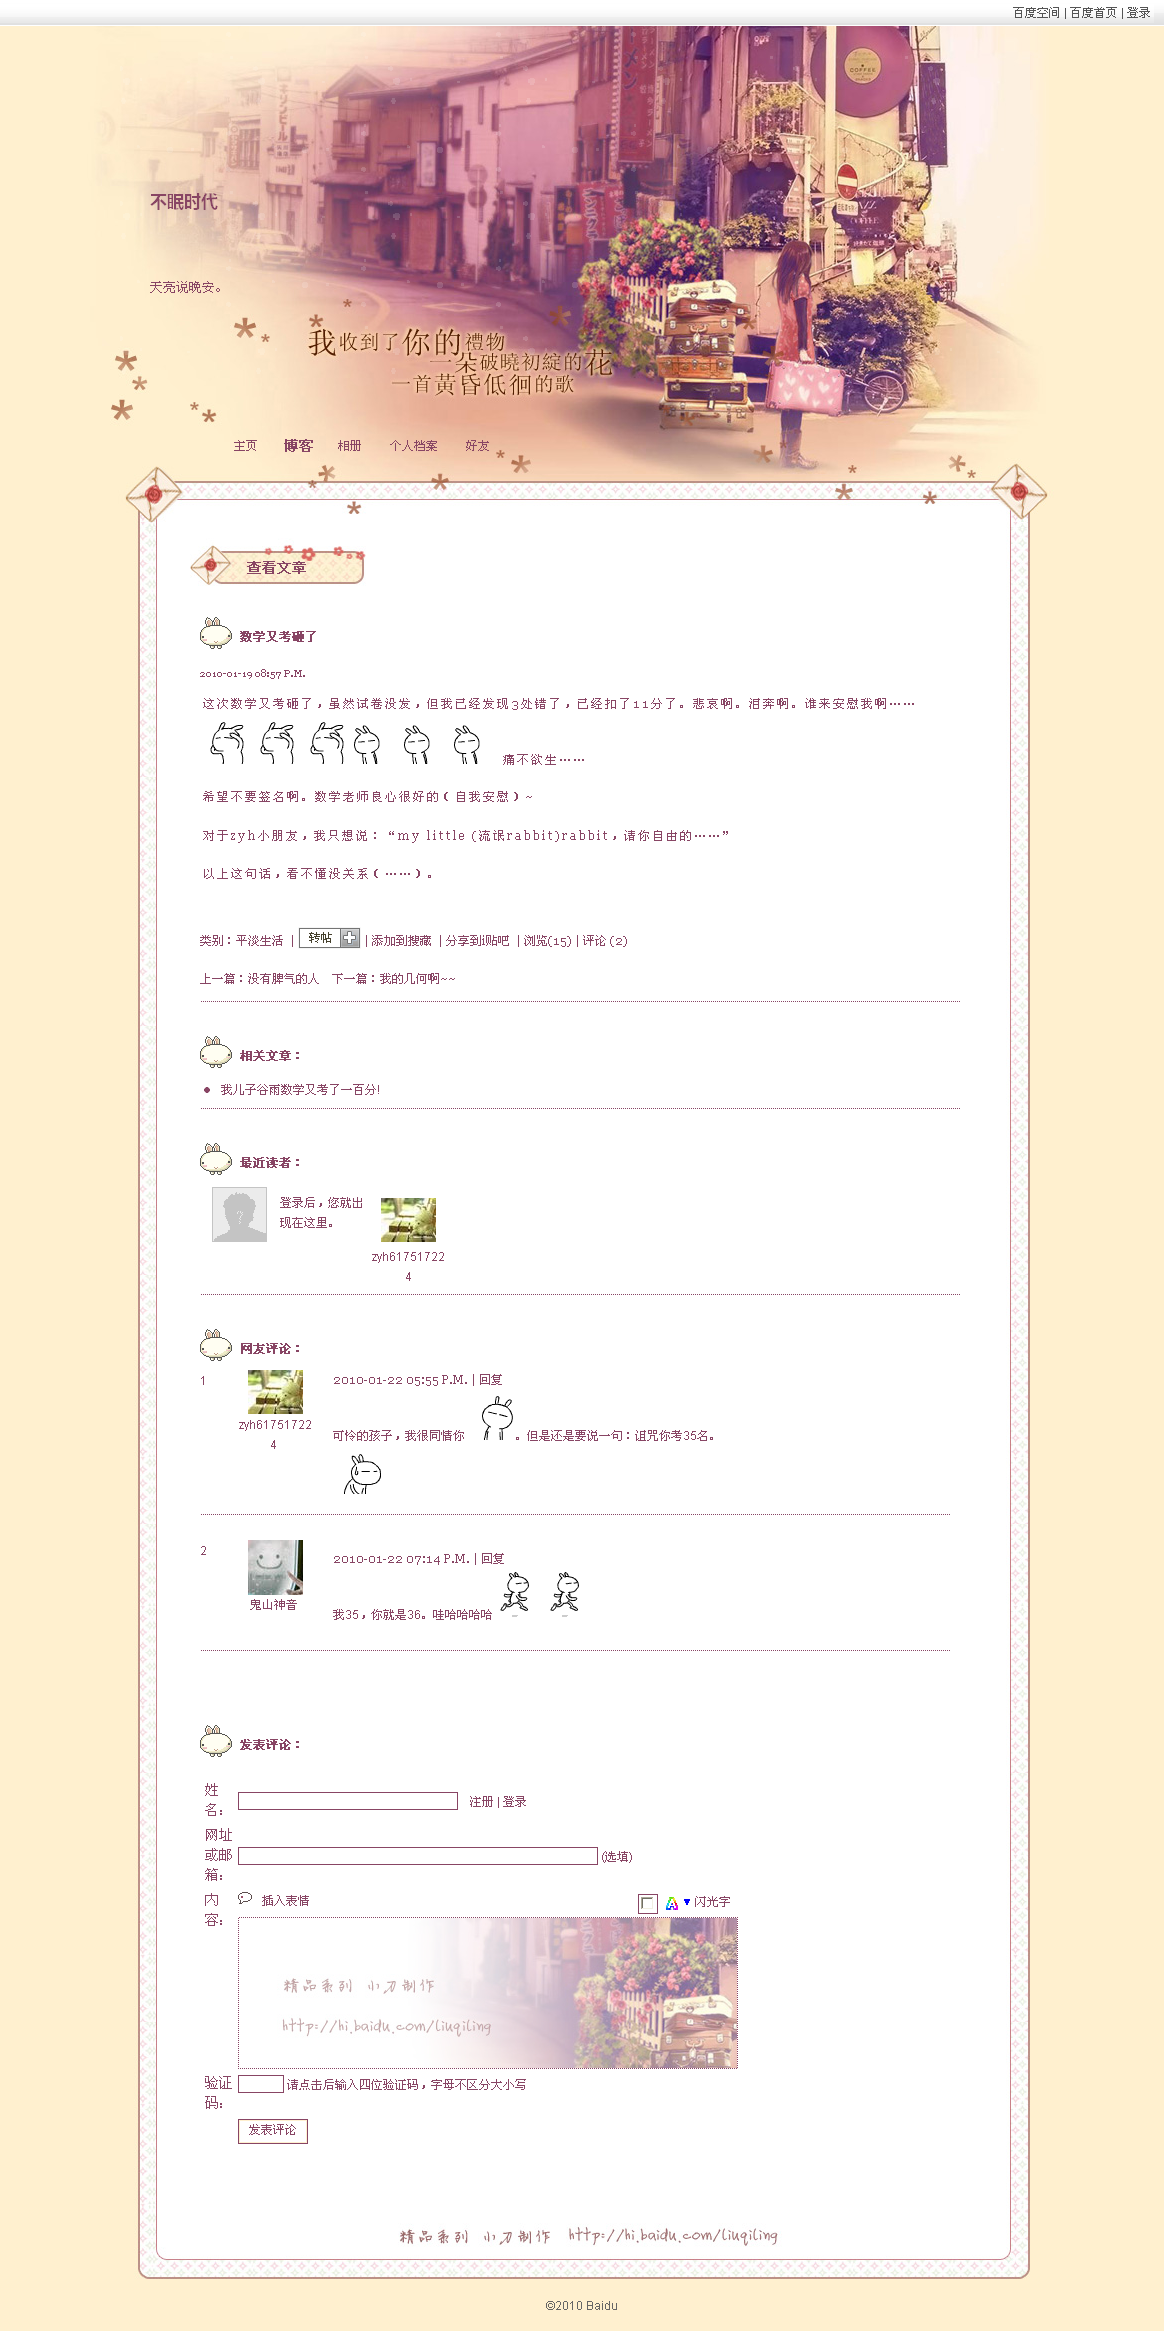 百度空间 | 百度首页 | 登录
COFFEE
不眠时代
天亮说晚安。
我收到了你的禮物
一朵破曉初綻的花
一首黃昏低徊的歌
主页 博客 相册 个人档案 好友
查看文章
数学又考砸了
2010-01-19 08:57 P.M.
这次数学又考砸了，虽然试卷没发，但我已经发现3处错了，已经扣了11分了。悲哀啊。泪奔啊。谁来安慰我啊……
痛不欲生……
希望不要签名啊。数学老师良心很好的（自我安慰）~
对于zyh小朋友，我只想说：“my little (流氓rabbit)rabbit，请你自由的……”
以上这句话，看不懂没关系（……）。
类别：平淡生活 | 转帖 | 添加到搜藏 | 分享到i贴吧 | 浏览(15) | 评论 (2)
上一篇：没有脾气的人 下一篇：我的几何啊~~
相关文章：
我儿子谷雨数学又考了一百分!
最近读者：
登录后，您就出
现在这里。
zyh61751722
4
网友评论：
1
zyh61751722
4
2010-01-22 05:55 P.M. | 回复
可怜的孩子，我很同情你 。但是还是要说一句：诅咒你考35名。
2
鬼山神音
2010-01-22 07:14 P.M. | 回复
我35，你就是36。哇哈哈哈哈
发表评论：
姓
名：
注册 | 登录
网址
或邮
箱：
(选填)
内
容：
插入表情
A ▼闪光字
精品系列 小刀制作
http://hi.baidu.com/liuqiling
验证
码：
请点击后输入四位验证码，字母不区分大小写
发表评论
精品系列 小刀制作 http://hi.baidu.com/liuqiling
©2010 Baidu